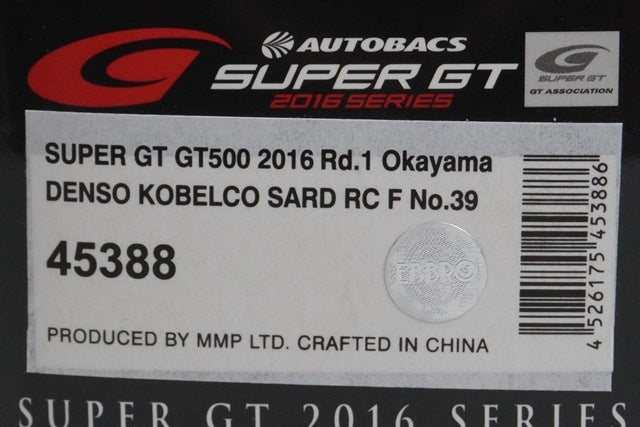 AUTOBACS
SUPER GT
2016 SERIES
SUPER GT
GT ASSOCIATION
SUPER GT GT500 2016 Rd.1 Okayama
DENSO KOBELCO SARD RC F No.39
45388
EBBRO
PRODUCED BY MMP LTD. CRAFTED IN CHINA
4 526175 453886
SUPER GT 2016 SERIES